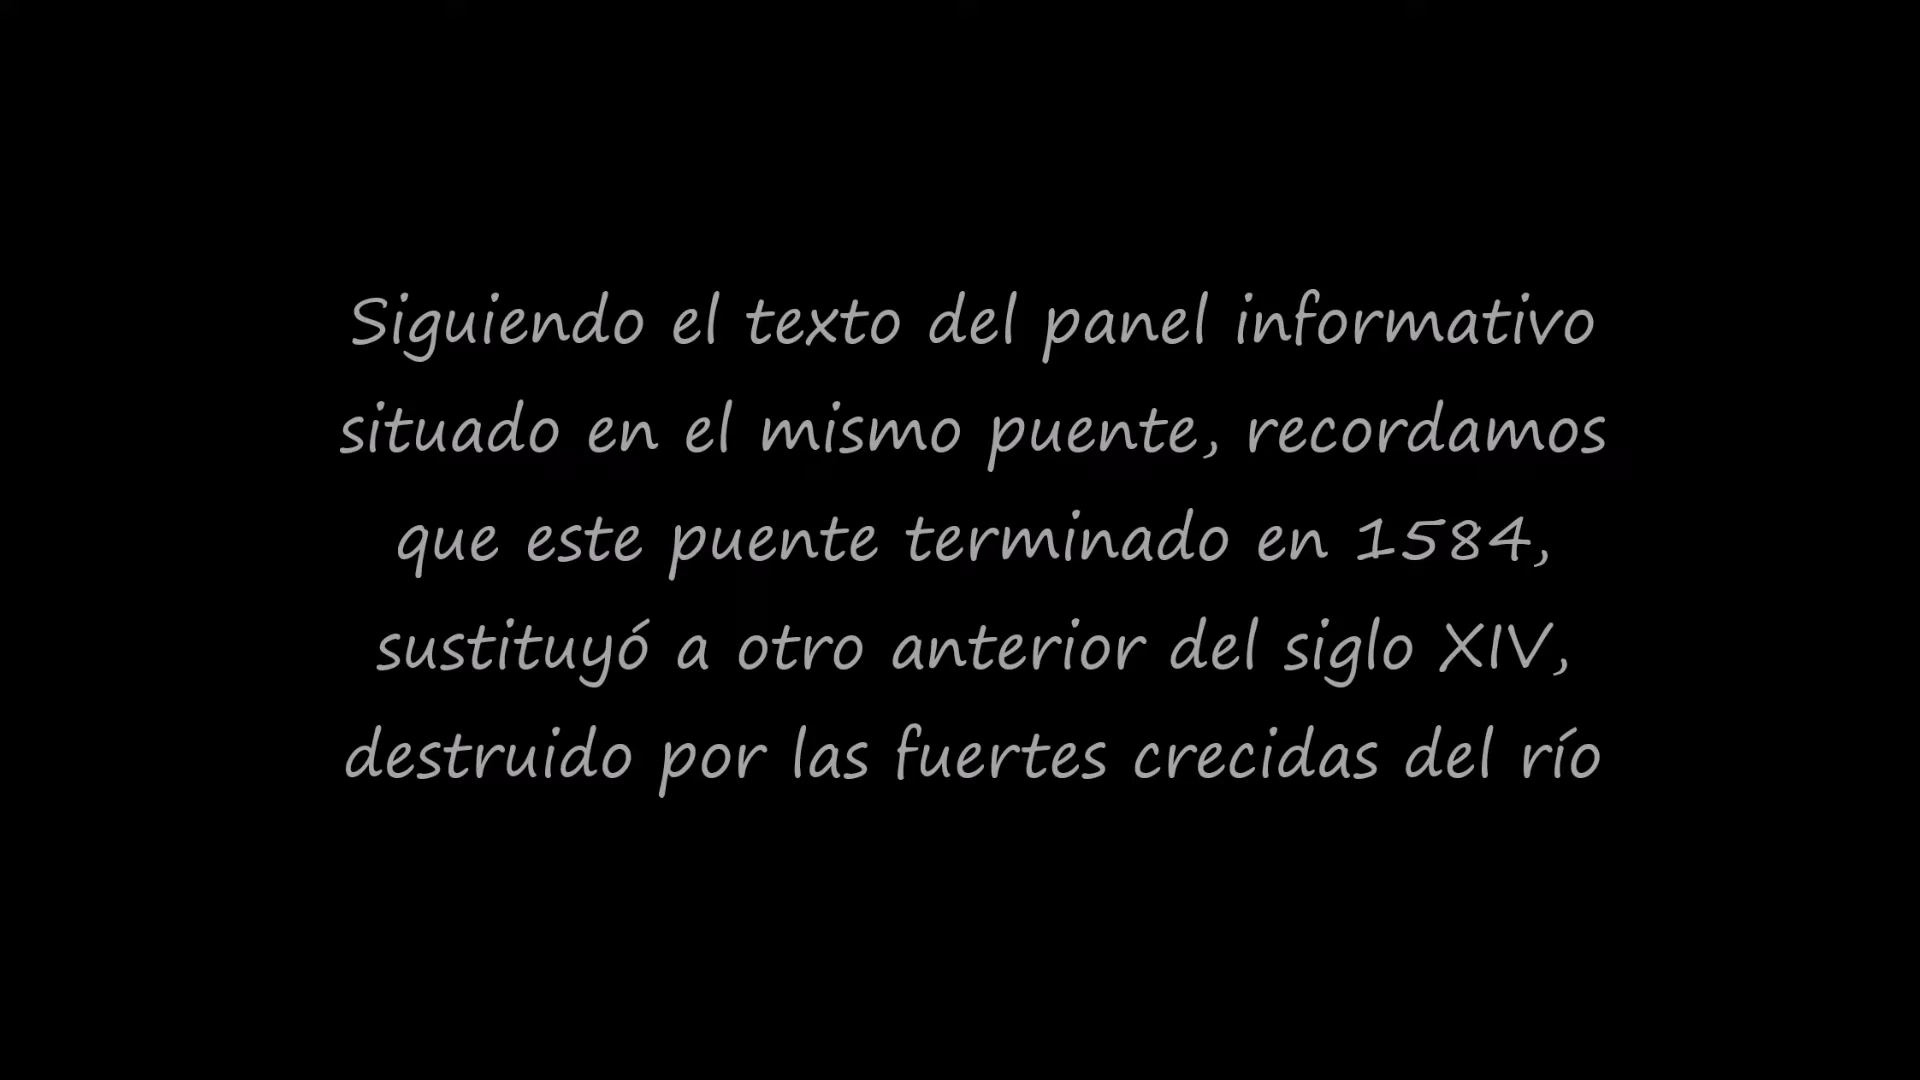 Siguiendo el texto del panel informativo
situado en el mismo puente, recordamos
que este puente terminado en 1584,
sustituyó a otro anterior del siglo XIV,
destruido por las fuertes crecidas del río